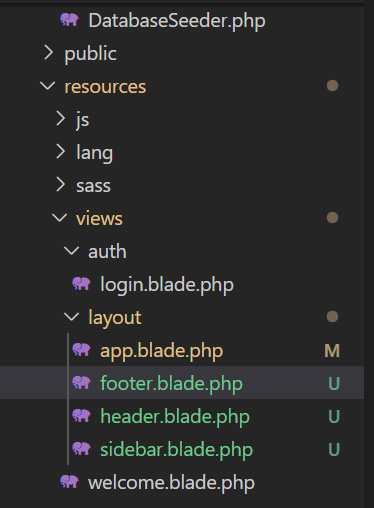 DatabaseSeeder.php
public
resources
js
lang
sass
views
auth
login.blade.php
layout
app.blade.php M
footer.blade.php U
header.blade.php U
sidebar.blade.php U
welcome.blade.php